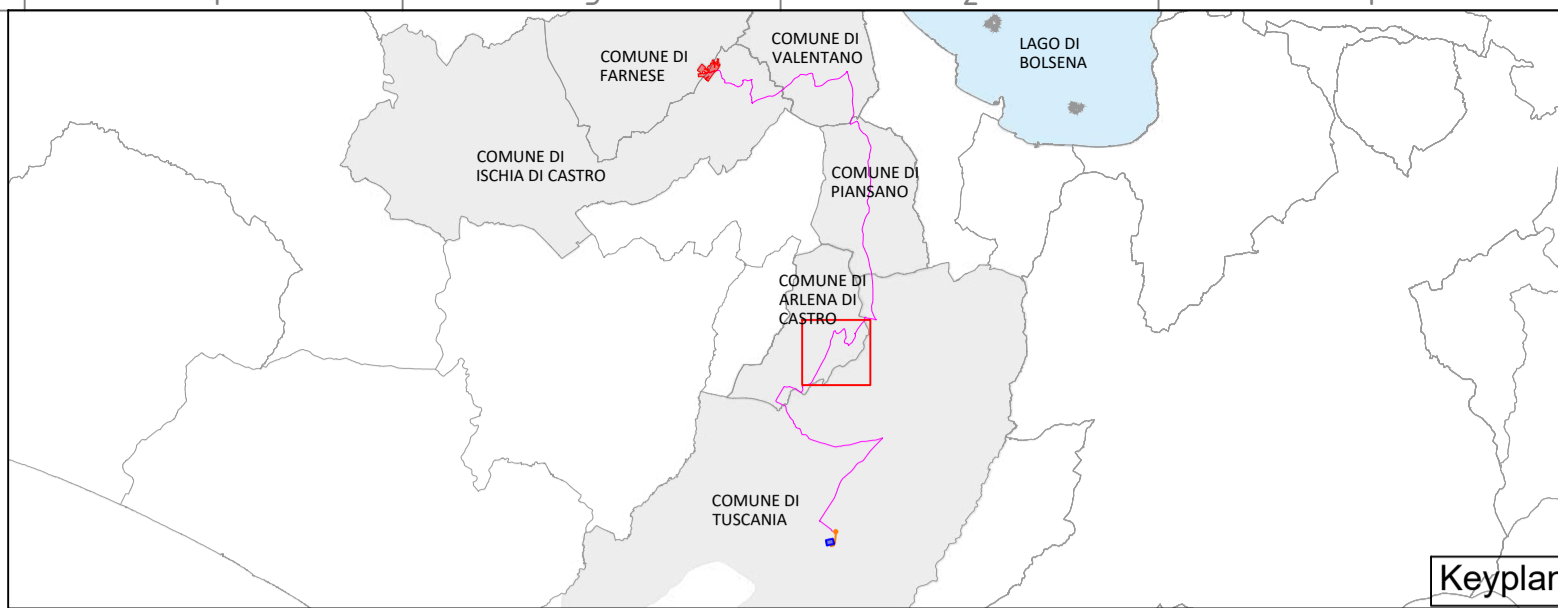 COMUNE DI
FARNESE
COMUNE DI
VALENTANO
LAGO DI
BOLSENA
COMUNE DI
ISCHIA DI CASTRO
COMUNE DI
PIANSANO
COMUNE DI
ARLENA DI
CASTRO
COMUNE DI
TUSCANIA
Keyplan